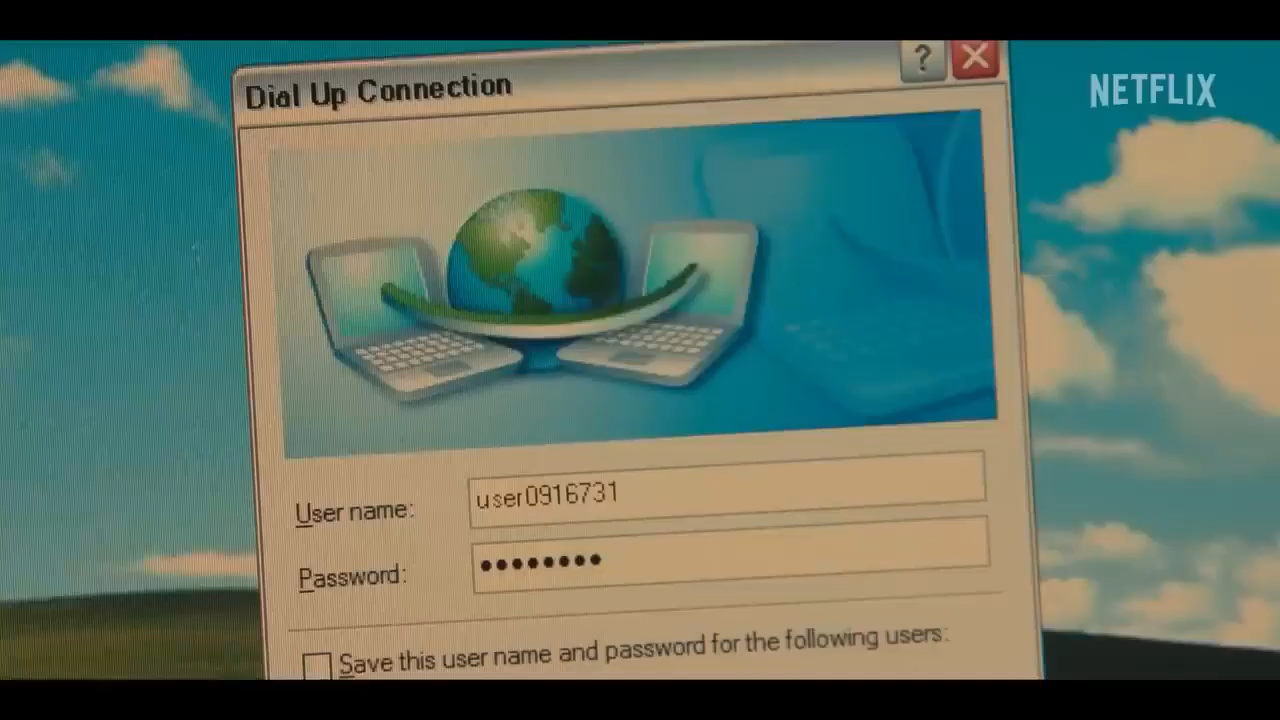 Dial Up Connection
?
NETFLIX
User name:
user0916731
Password:
••••••••
Save this user name and password for the following users: